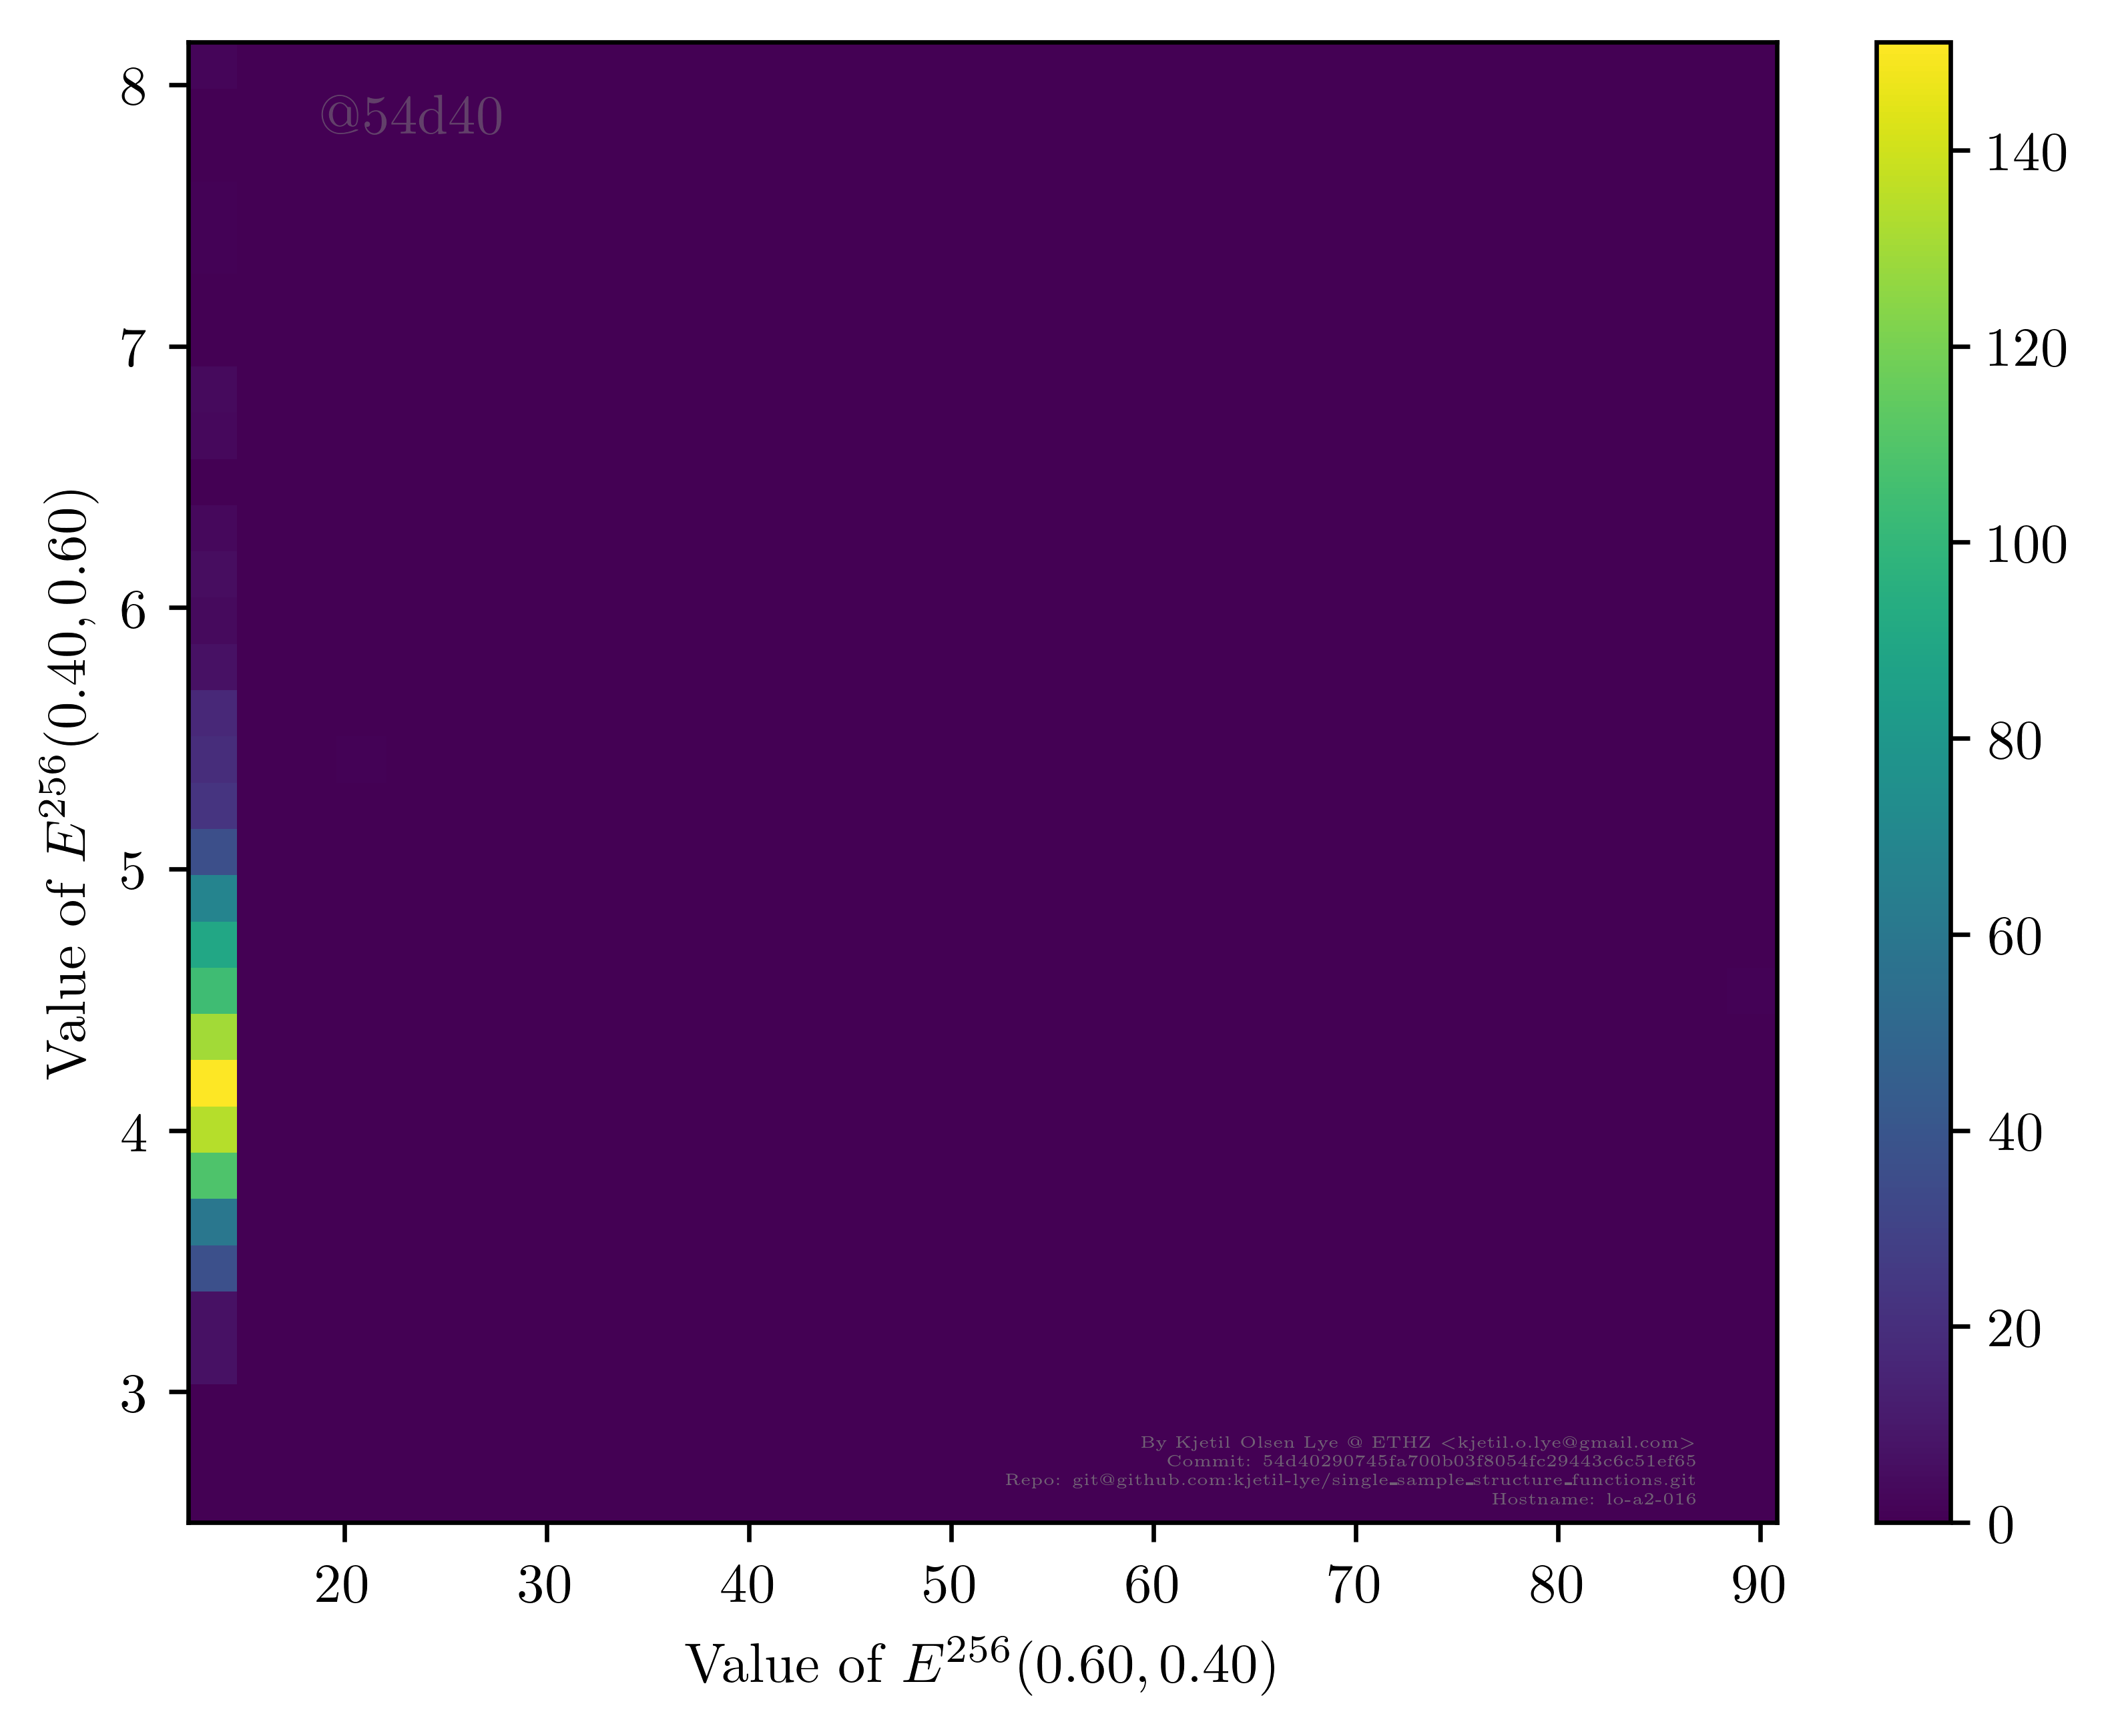 @54d40
8
7
6
5
4
3
Value of E^256(0.40, 0.60)
20 30 40 50 60 70 80 90
Value of E^256(0.60, 0.40)
140
120
100
80
60
40
20
0
By Kjetil Olsen Lye @ ETHZ <kjetil.o.lye@gmail.com>
Commit: 54d40290745fa700b03f8054fc29443c6c51ef65
Repo: git@github.com:kjetil-lye/single_sample_structure_functions.git
Hostname: lo-a2-016